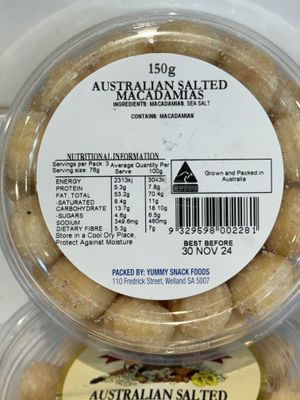 150g
AUSTRALIAN SALTED
MACADAMIAS
INGREDIENTS: MACADAMIAS, SEA SALT
CONTAINS: MACADAMIAS
NUTRITIONAL INFORMATION
Servings per Pack: 3 Average Quantity Per
Serving size: 76g Serve 100g
ENERGY 2313kj 3043kj
PROTEIN 5.3g 7.8g
FAT TOTAL 53.2g 70.4g
-SATURATED 8.4g 11g
CARBOHYDRATE 13.7g 18.10g
-SUGARS 4.6g 6.5g
SODIUM 349.6mg 460mg
DIETARY FIBRE 5.3g 7g
Store in a Cool Dry Place,
Protect Against Moisture
Grown and Packed in
Australia
9 329598 002281
BEST BEFORE
30 NOV 24
PACKED BY: YUMMY SNACK FOODS
110 Fredrick Street, Welland SA 5007
AUSTRALIAN SALTED